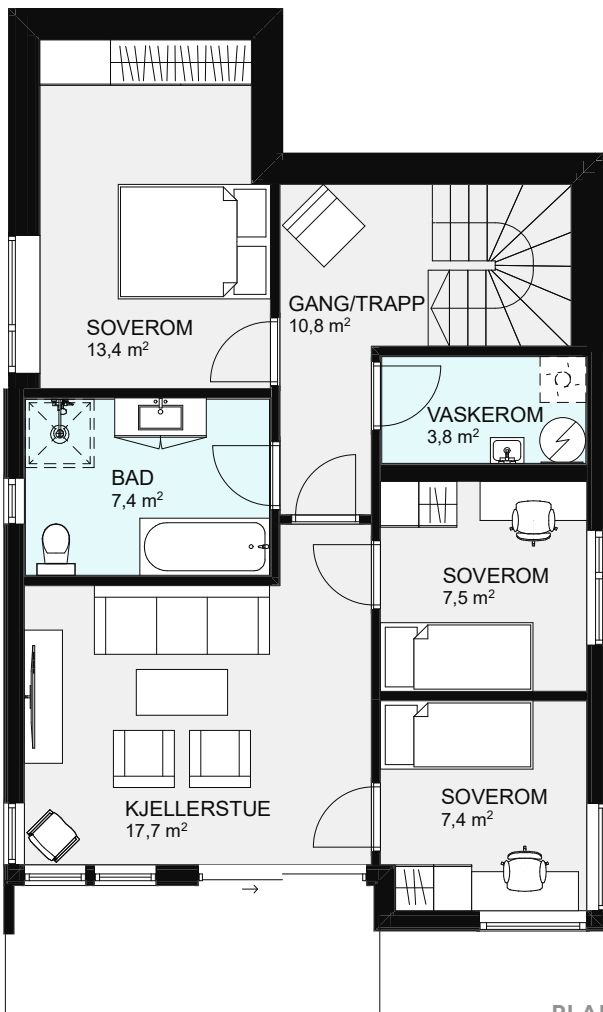 GANG/TRAPP
10,8 m²
SOVEROM
13,4 m²
VASKEROM
3,8 m²
BAD
7,4 m²
SOVEROM
7,5 m²
SOVEROM
7,4 m²
KJELLERSTUE
17,7 m²